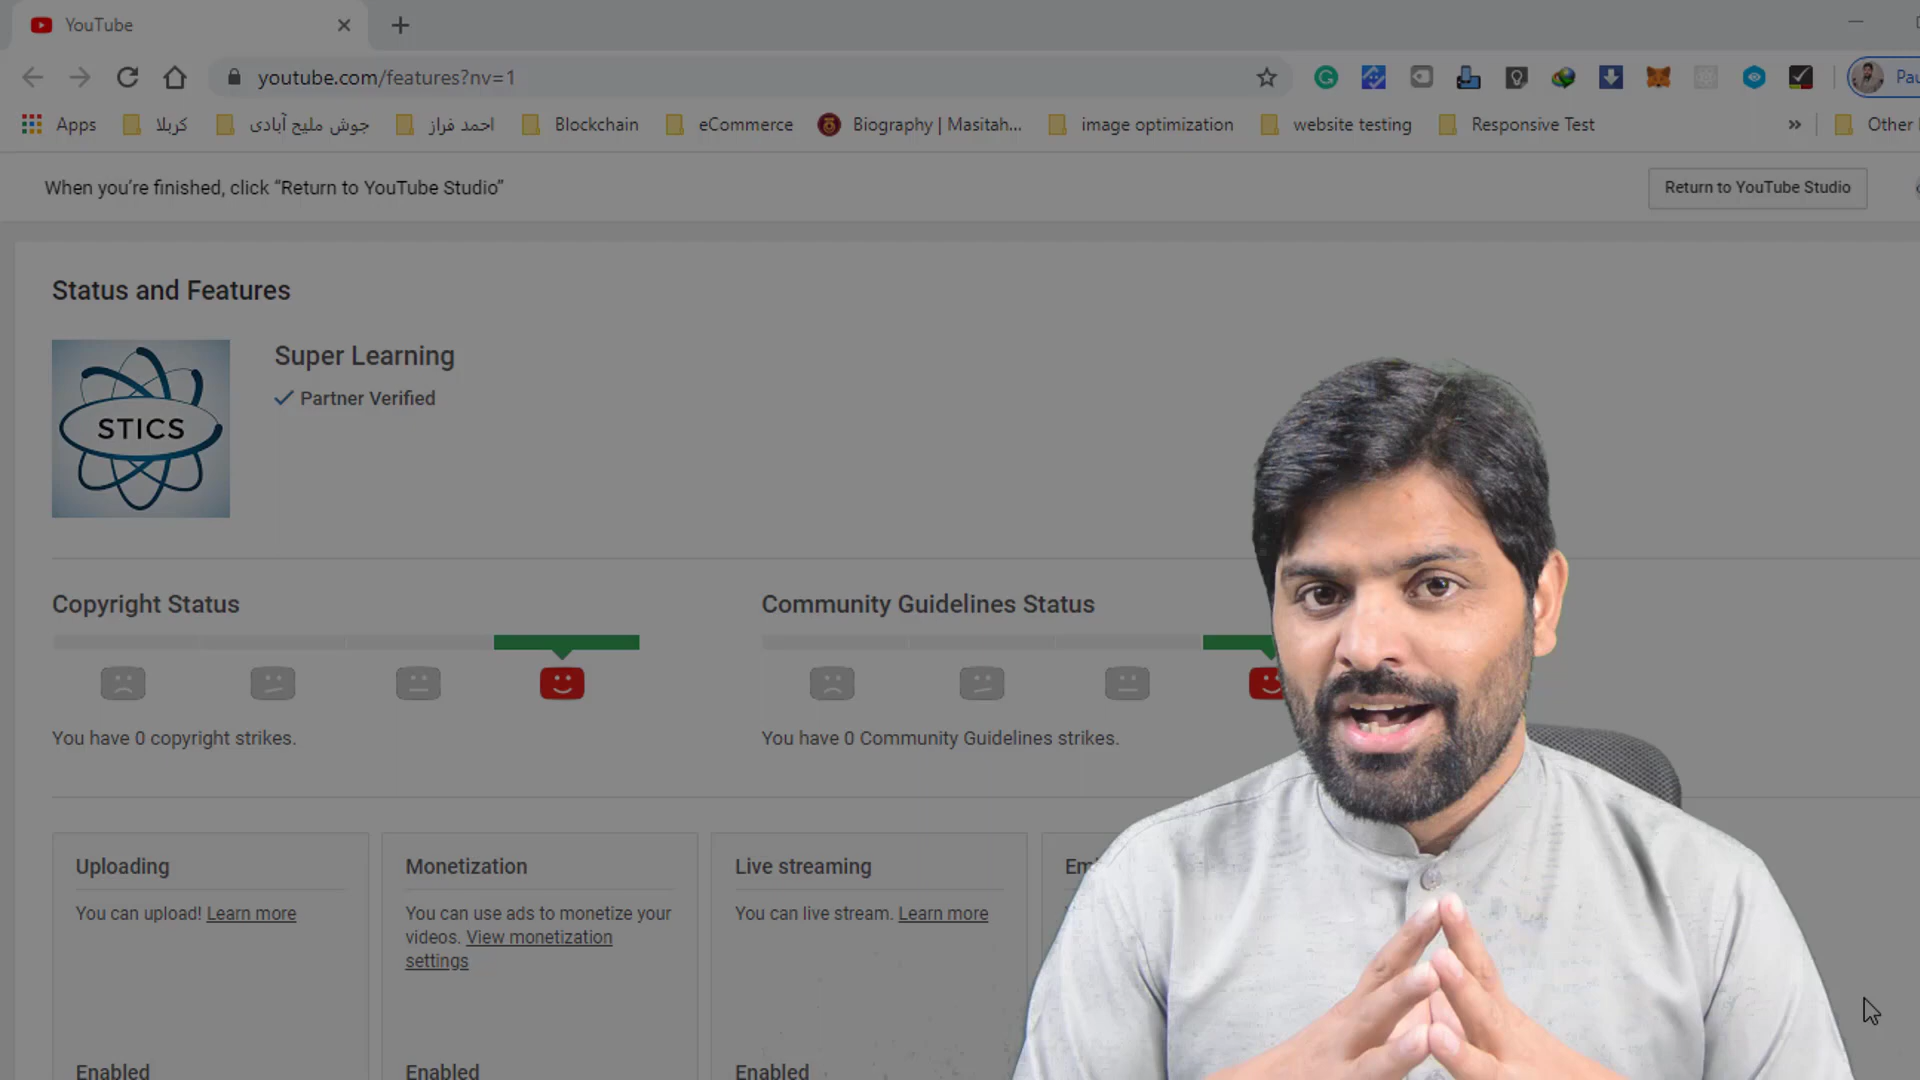 YouTube
youtube.com/features?nv=1
Apps کربلا جوش ملیح آبادی احمد فراز Blockchain eCommerce Biography | Masitah... image optimization website testing Responsive Test » Other
When you're finished, click “Return to YouTube Studio”
Return to YouTube Studio
Status and Features
STICS
Super Learning
Partner Verified
Copyright Status
You have 0 copyright strikes.
Community Guidelines Status
You have 0 Community Guidelines strikes.
Uploading
You can upload! Learn more
Enabled
Monetization
You can use ads to monetize your
videos. View monetization
settings
Enabled
Live streaming
You can live stream. Learn more
Enabled